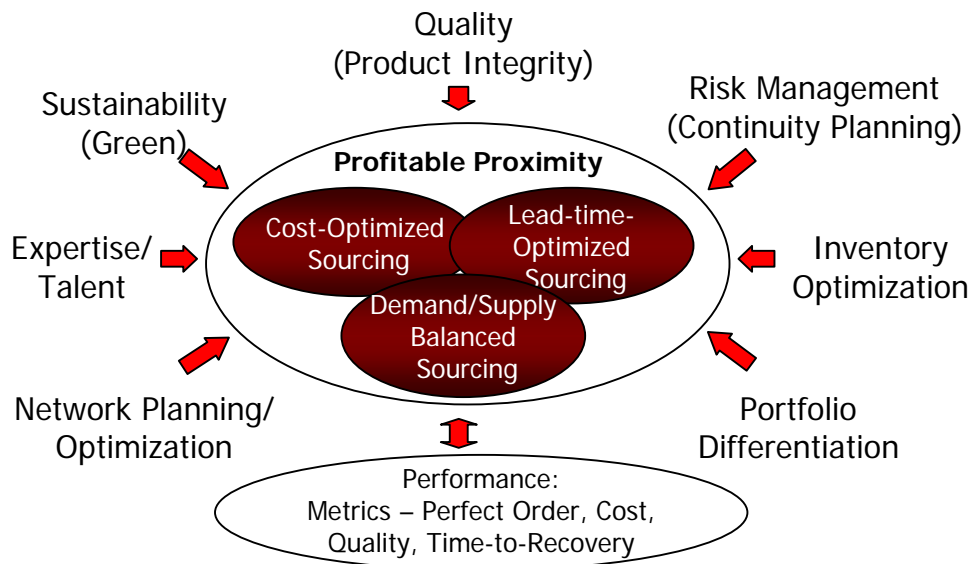 Quality
(Product Integrity)
Sustainability
(Green)
Risk Management
(Continuity Planning)
Profitable Proximity
Cost-Optimized
Sourcing
Lead-time-
Optimized
Sourcing
Expertise/
Talent
Inventory
Optimization
Demand/Supply
Balanced
Sourcing
Network Planning/
Optimization
Portfolio
Differentiation
Performance:
Metrics – Perfect Order, Cost,
Quality, Time-to-Recovery